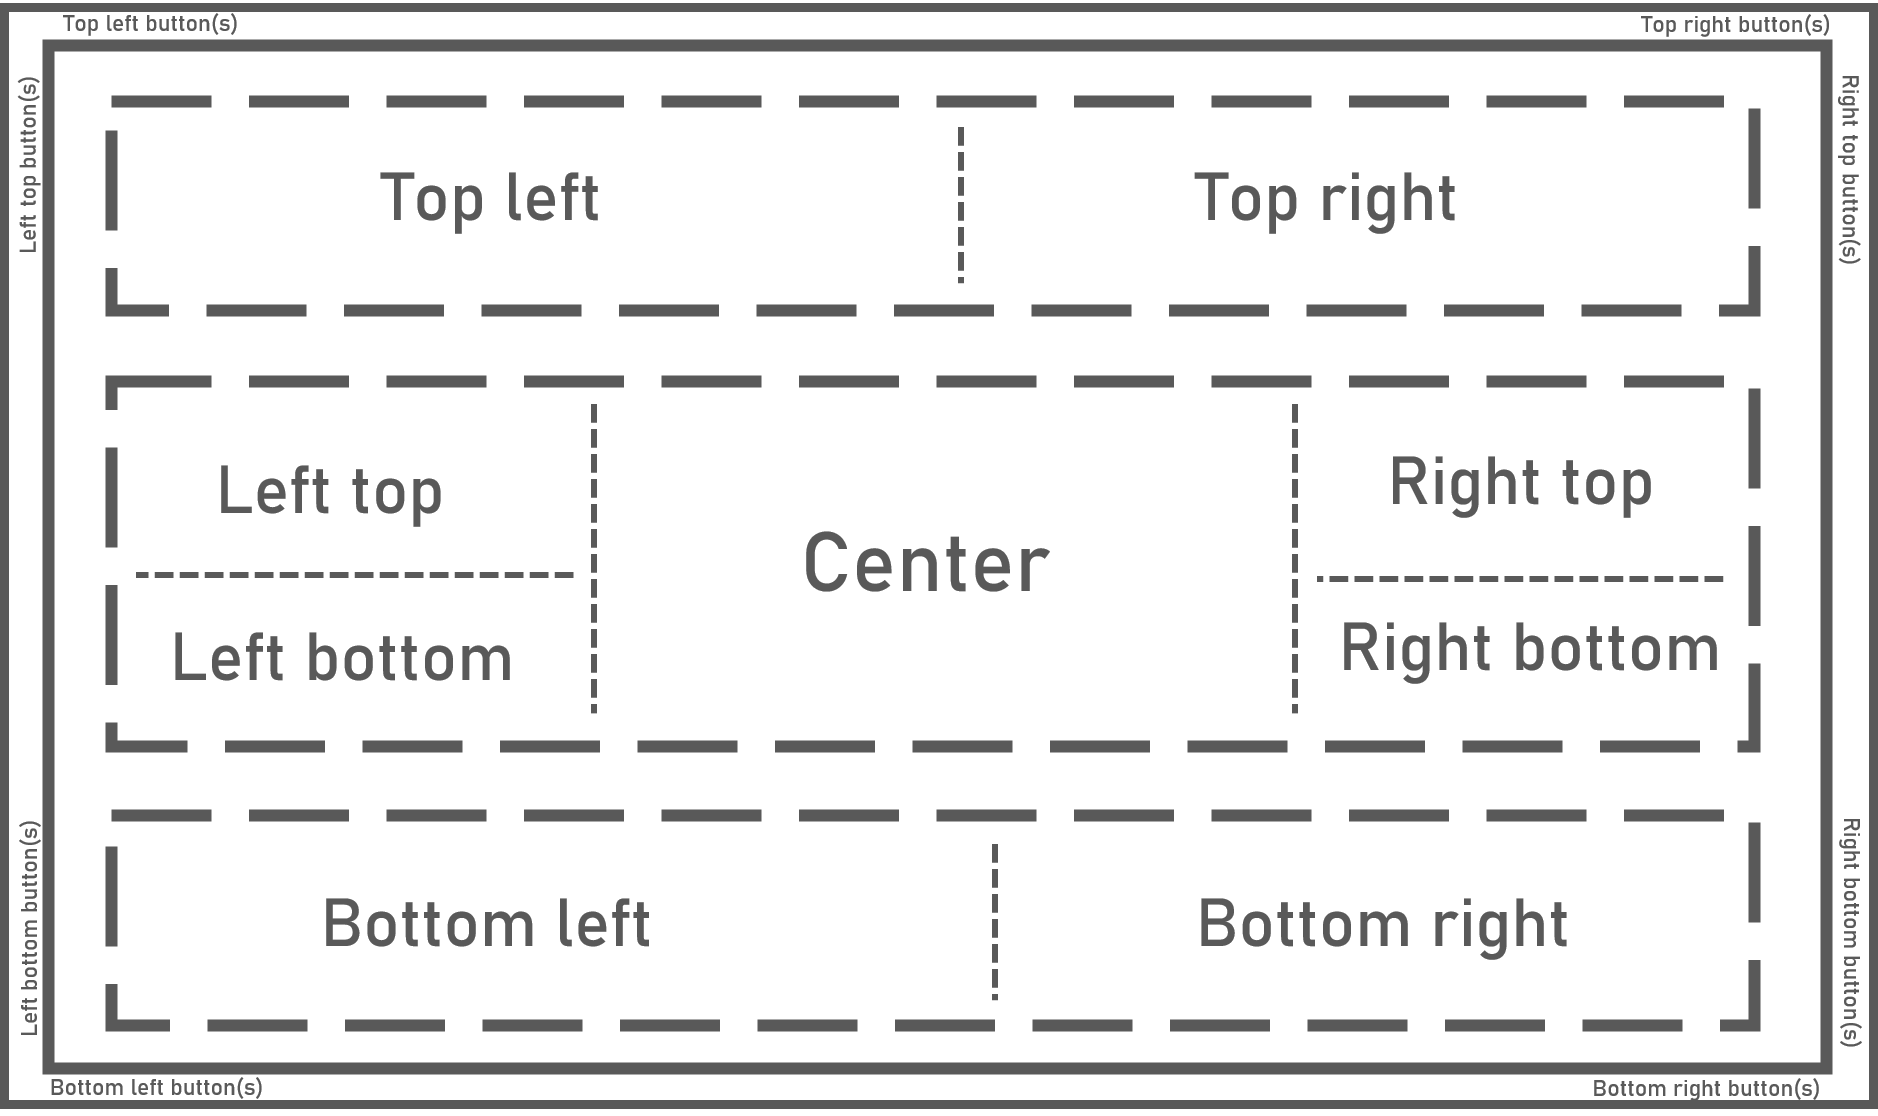 Top left button(s)
Top right button(s)
Left top button(s)
Right top button(s)
Top left
Top right
Left top
Center
Right top
Left bottom
Right bottom
Left bottom button(s)
Right bottom button(s)
Bottom left
Bottom right
Bottom left button(s)
Bottom right button(s)